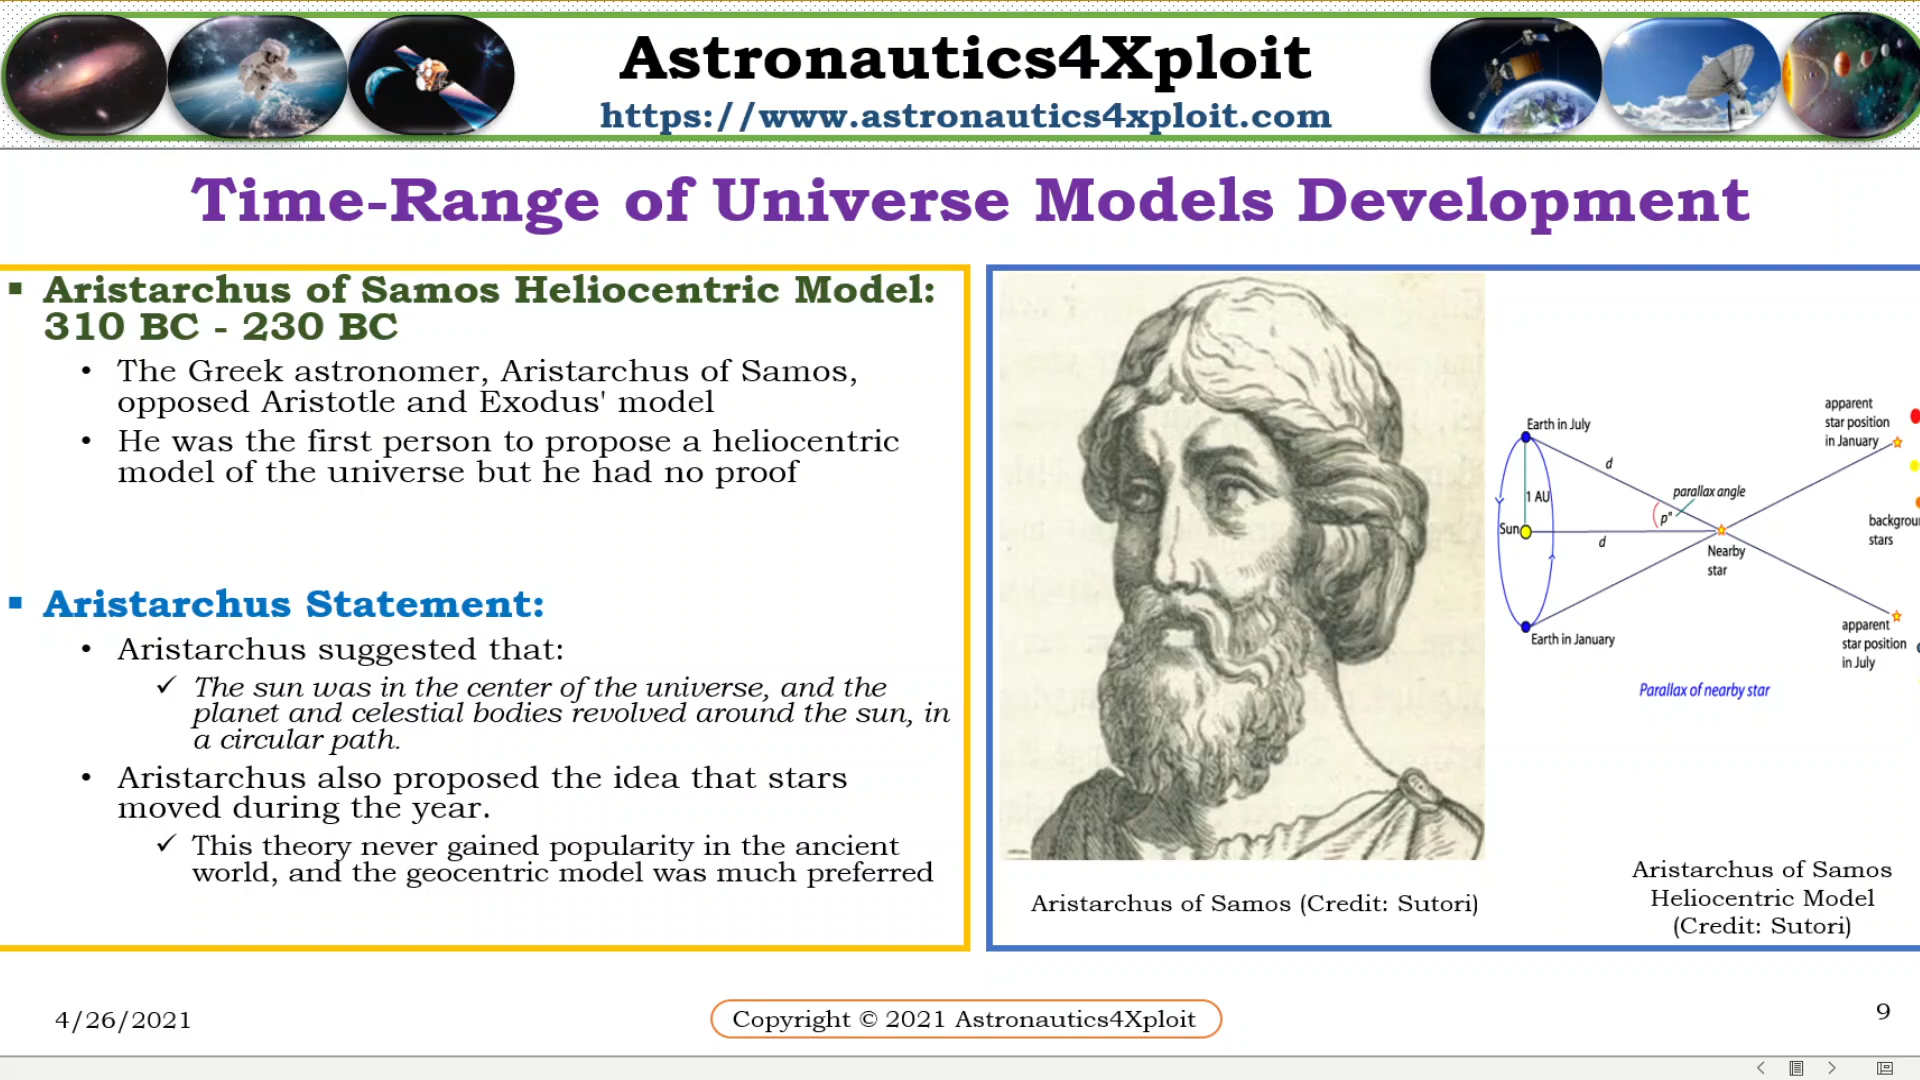 Astronautics4Xploit
https://www.astronautics4xploit.com
Time-Range of Universe Models Development
Aristarchus of Samos Heliocentric Model:
310 BC - 230 BC
The Greek astronomer, Aristarchus of Samos,
opposed Aristotle and Exodus' model
He was the first person to propose a heliocentric
model of the universe but he had no proof
Aristarchus Statement:
Aristarchus suggested that:
The sun was in the center of the universe, and the
planet and celestial bodies revolved around the sun, in
a circular path.
Aristarchus also proposed the idea that stars
moved during the year.
This theory never gained popularity in the ancient
world, and the geocentric model was much preferred
Earth in July
d
1 AU
Sun
d
parallax angle
p"
Nearby
star
Earth in January
apparent
star position
in January
backgrou
stars
apparent
star position
in July
Parallax of nearby star
Aristarchus of Samos (Credit: Sutori)
Aristarchus of Samos
Heliocentric Model
(Credit: Sutori)
4/26/2021
Copyright © 2021 Astronautics4Xploit
9